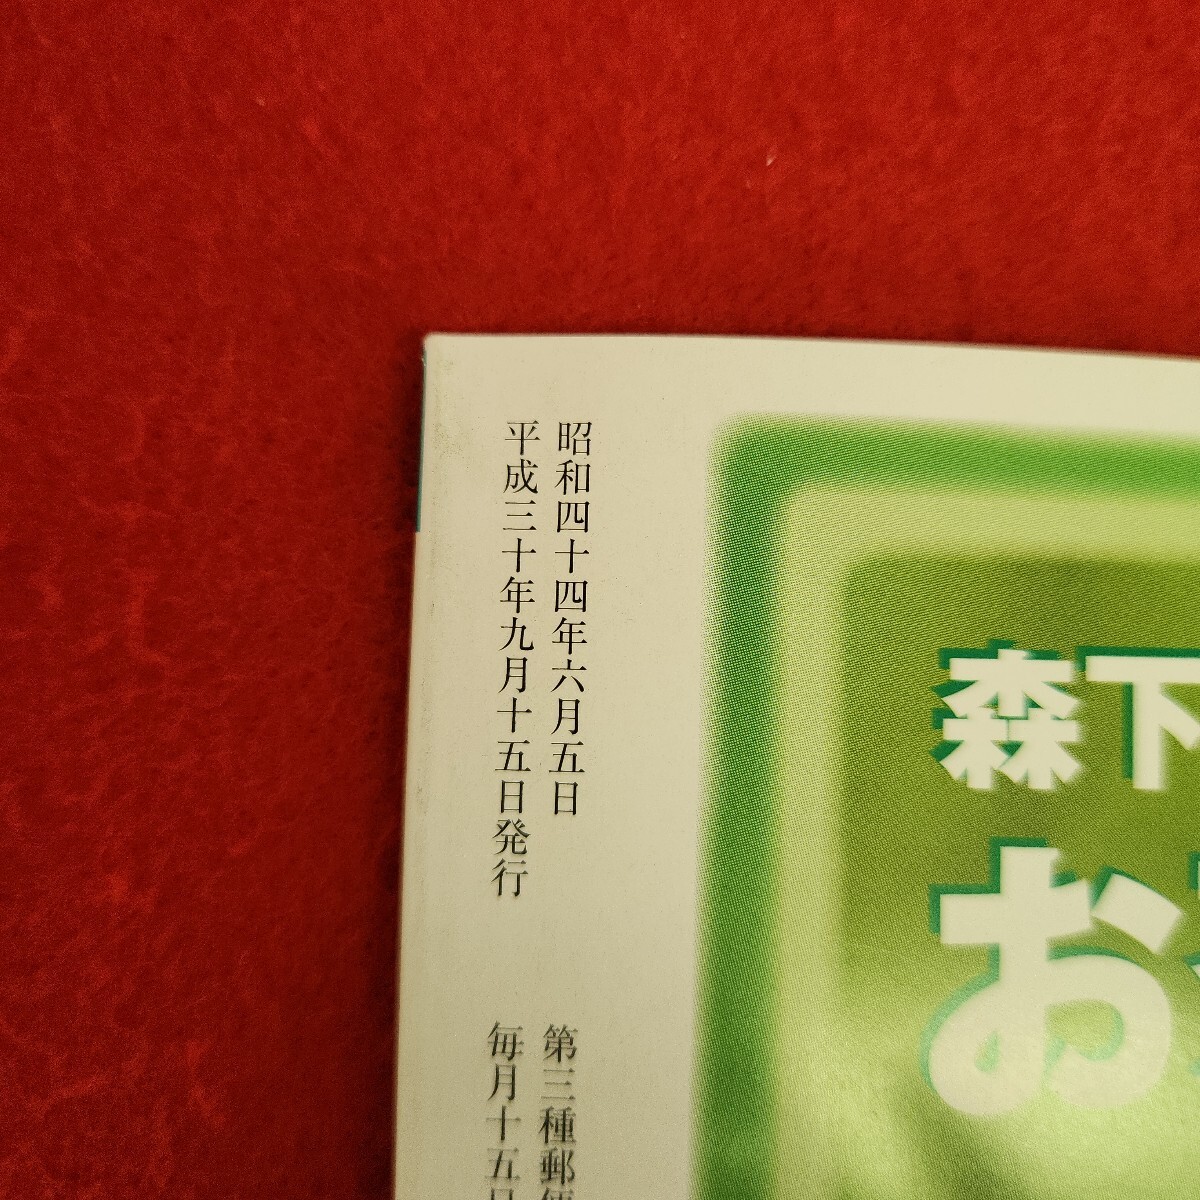 昭和四十四年六月五日
第三種郵便
平成三十年九月十五日発行
毎月十五日
森下
お